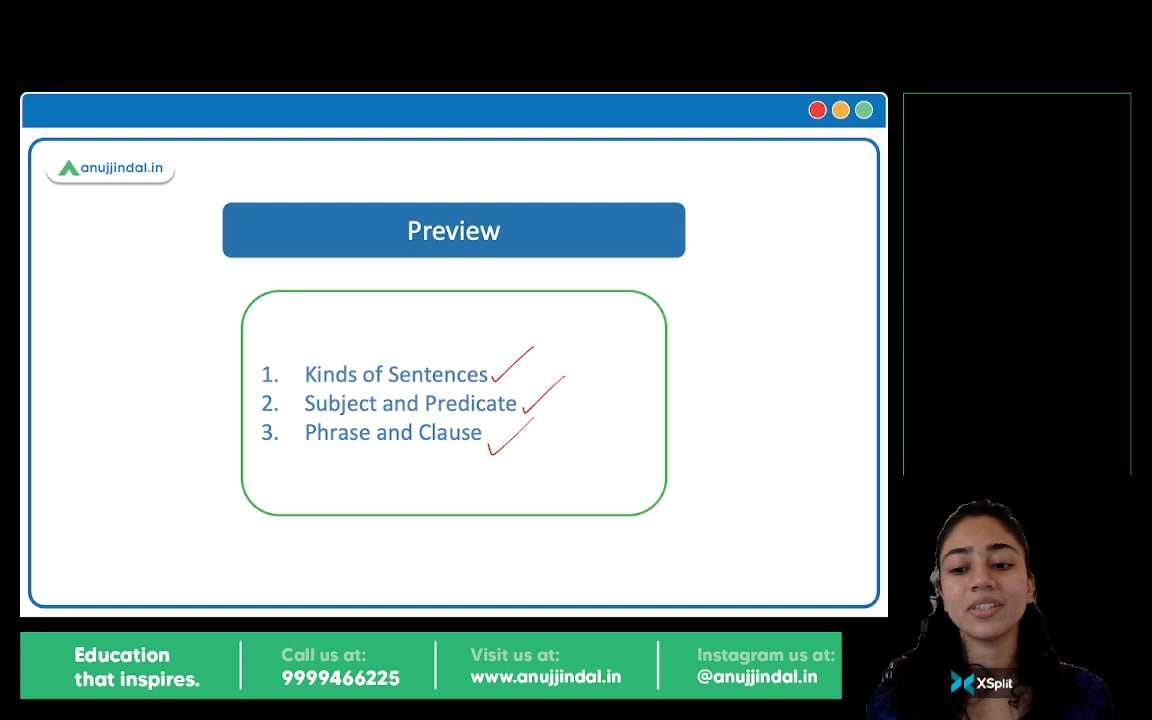 anujjindal.in
Preview
1. Kinds of Sentences
2. Subject and Predicate
3. Phrase and Clause
Education
that inspires.
Call us at:
9999466225
Visit us at:
www.anujjindal.in
Instagram us at:
@anujjindal.in
XSplit